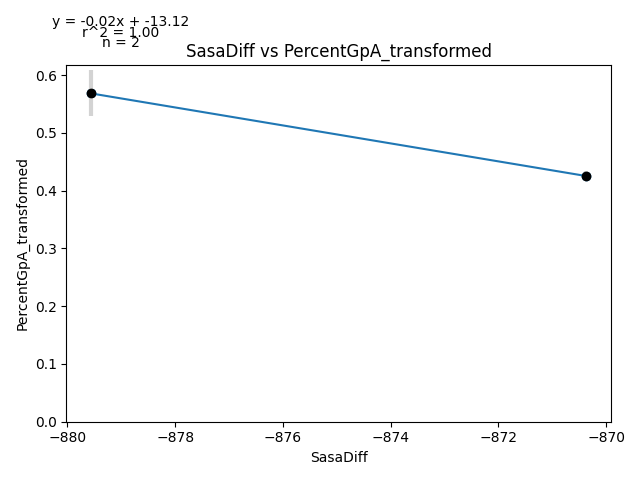 y = -0.02x + -13.12
r^2 = 1.00
n = 2
SasaDiff vs PercentGpA_transformed
PercentGpA_transformed
0.6
0.5
0.4
0.3
0.2
0.1
0.0
−880
−878
−876
−874
−872
−870
SasaDiff